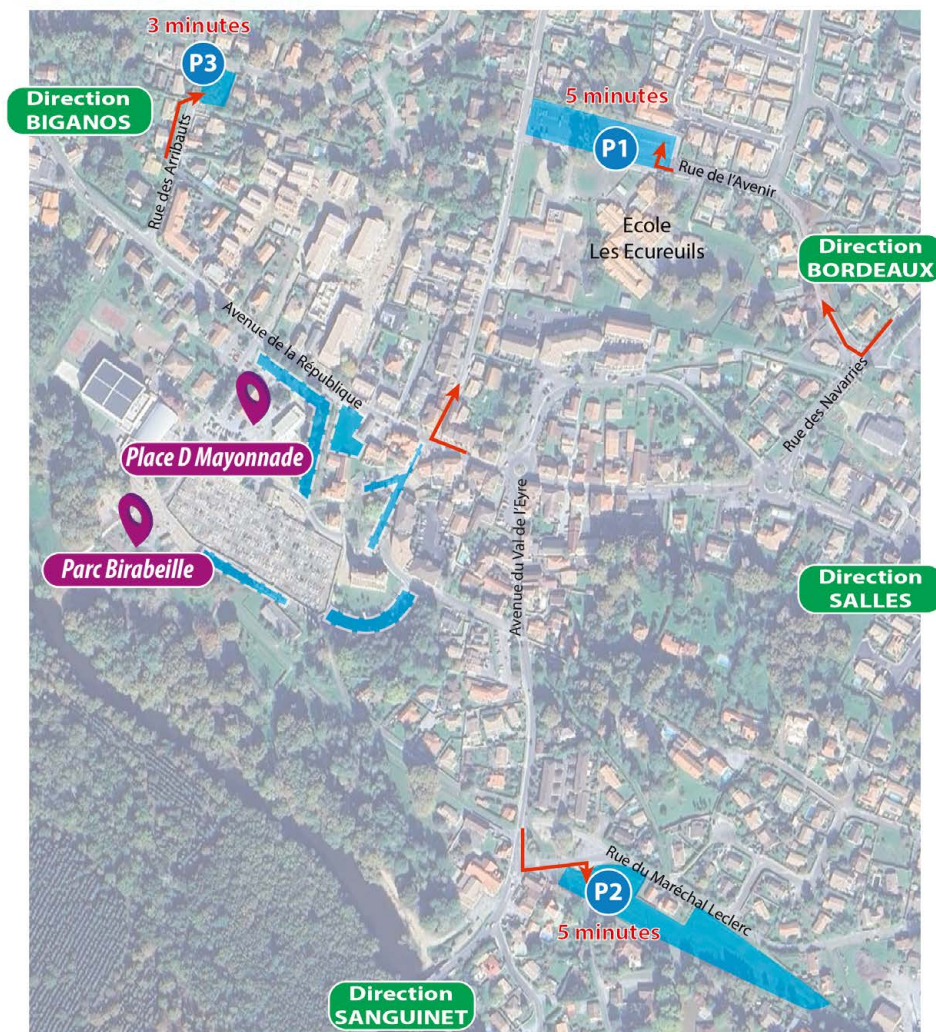 3 minutes
P3
Direction
BIGANOS
Rue des Arribauts
5 minutes
P1
Rue de l'Avenir
Ecole
Les Ecureuils
Direction
BORDEAUX
Avenue de la République
Rue des Navarries
Place D Mayonnade
Avenue du Val de l'Eyre
Parc Birabeille
Direction
SALLES
Rue du Maréchal Leclerc
P2
5 minutes
Direction
SANGUINET